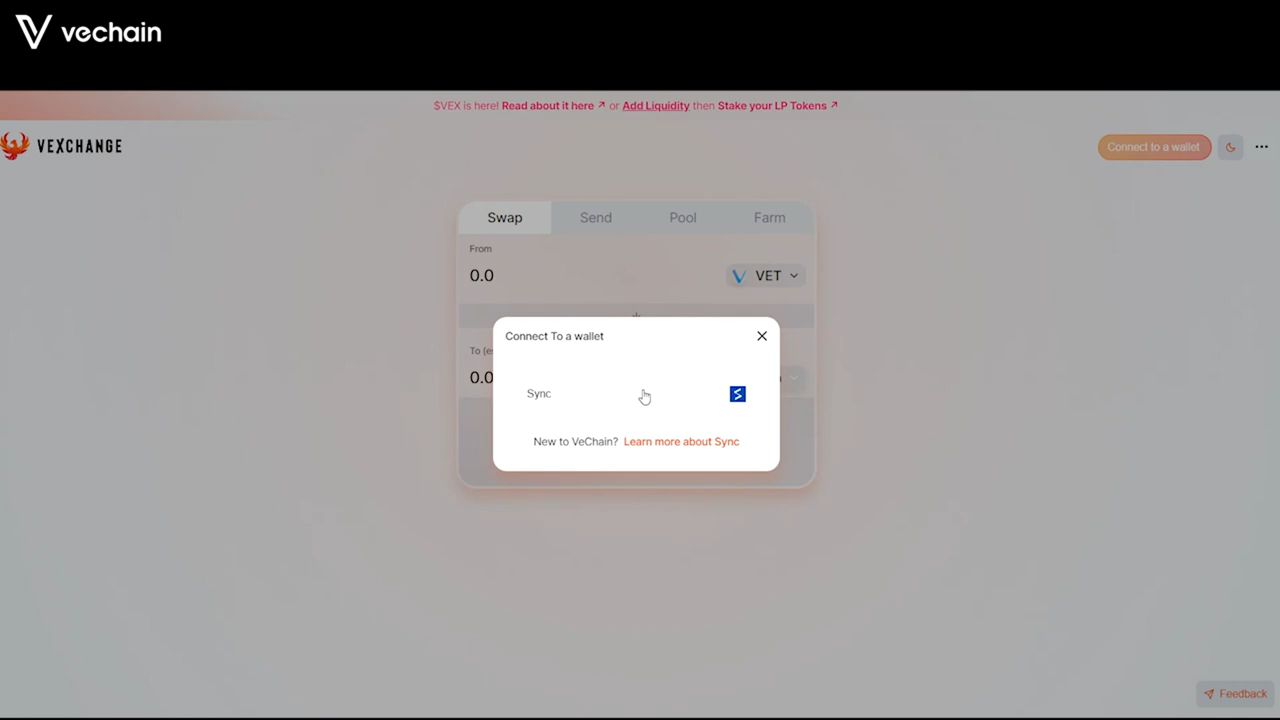 vechain
$VEX is here! Read about it here ↗ or Add Liquidity then Stake your LP Tokens ↗
VEXCHANGE
Connect to a wallet
Swap Send Pool Farm
From
0.0 VET
Connect To a wallet
To
0.0
Sync
New to VeChain? Learn more about Sync
Feedback